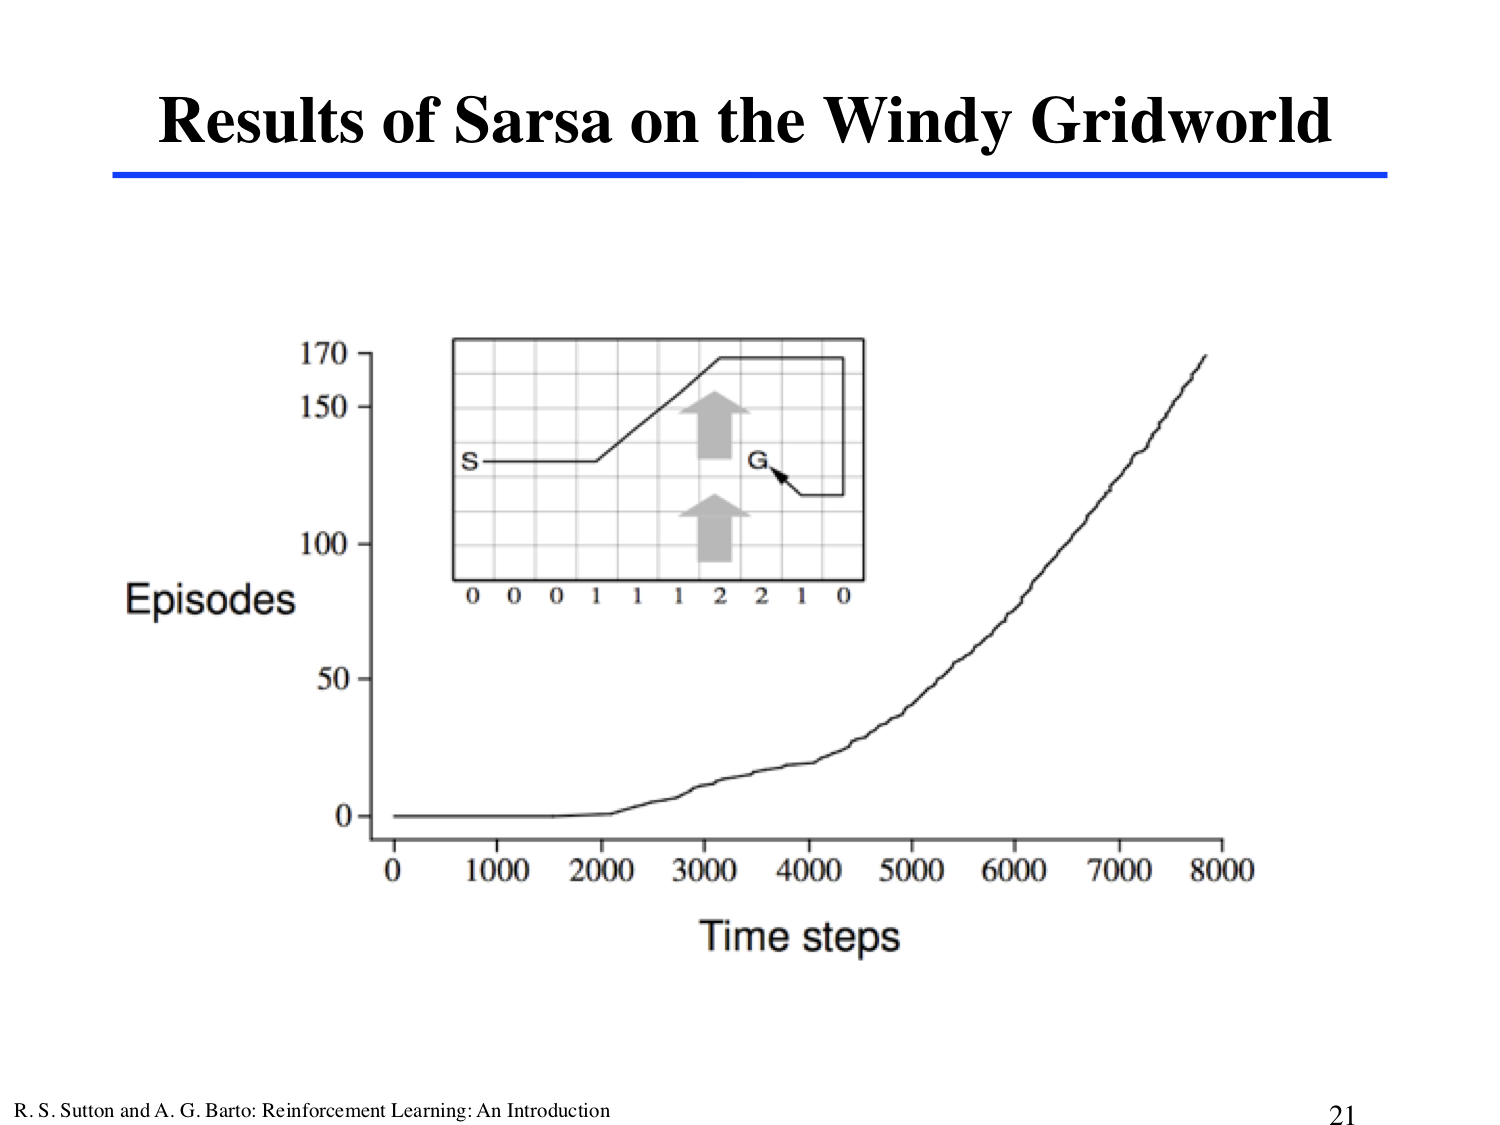 Results of Sarsa on the Windy Gridworld
170
150
100
50
0
Episodes
S
G
0 0 0 1 1 1 2 2 1 0
0 1000 2000 3000 4000 5000 6000 7000 8000
Time steps
R. S. Sutton and A. G. Barto: Reinforcement Learning: An Introduction
21